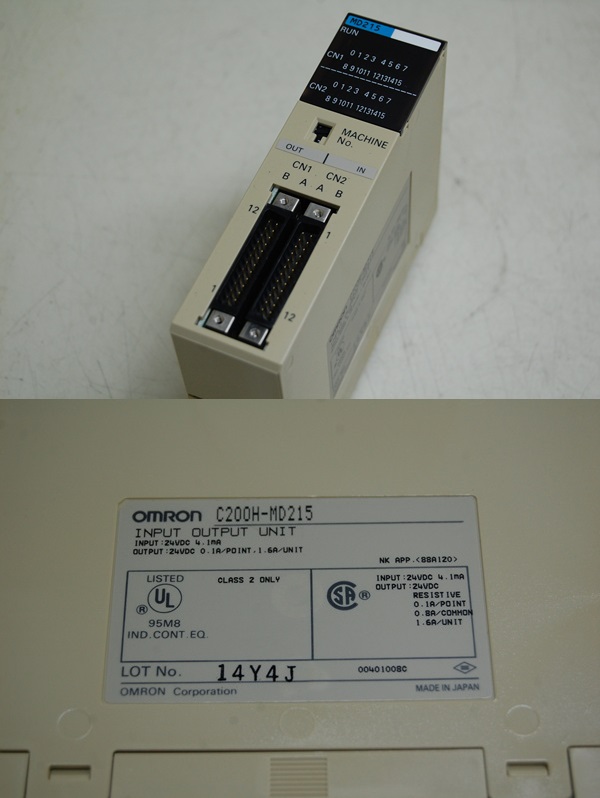 MD215
RUN
0 1 2 3 4 5 6 7
CN1
8 9 10 11 12 13 14 15
0 1 2 3 4 5 6 7
CN2
8 9 10 11 12 13 14 15
MACHINE
No.
OUT IN
CN1 CN2
B A A B
12 1
1 12
OMRON C200H-MD215
INPUT OUTPUT UNIT
INPUT:24VDC 4.1mA
OUTPUT:24VDC 0.1A/POINT,1.6A/UNIT
NK APP.<88A120>
LISTED CLASS 2 ONLY
UL ®
95M8
IND.CONT.EQ.
SA ®
INPUT:24VDC 4.1mA
OUTPUT:24VDC
RESISTIVE
0.1A/POINT
0.8A/COMMON
1.6A/UNIT
LOT No. 14Y4J 0040100BC
OMRON Corporation MADE IN JAPAN